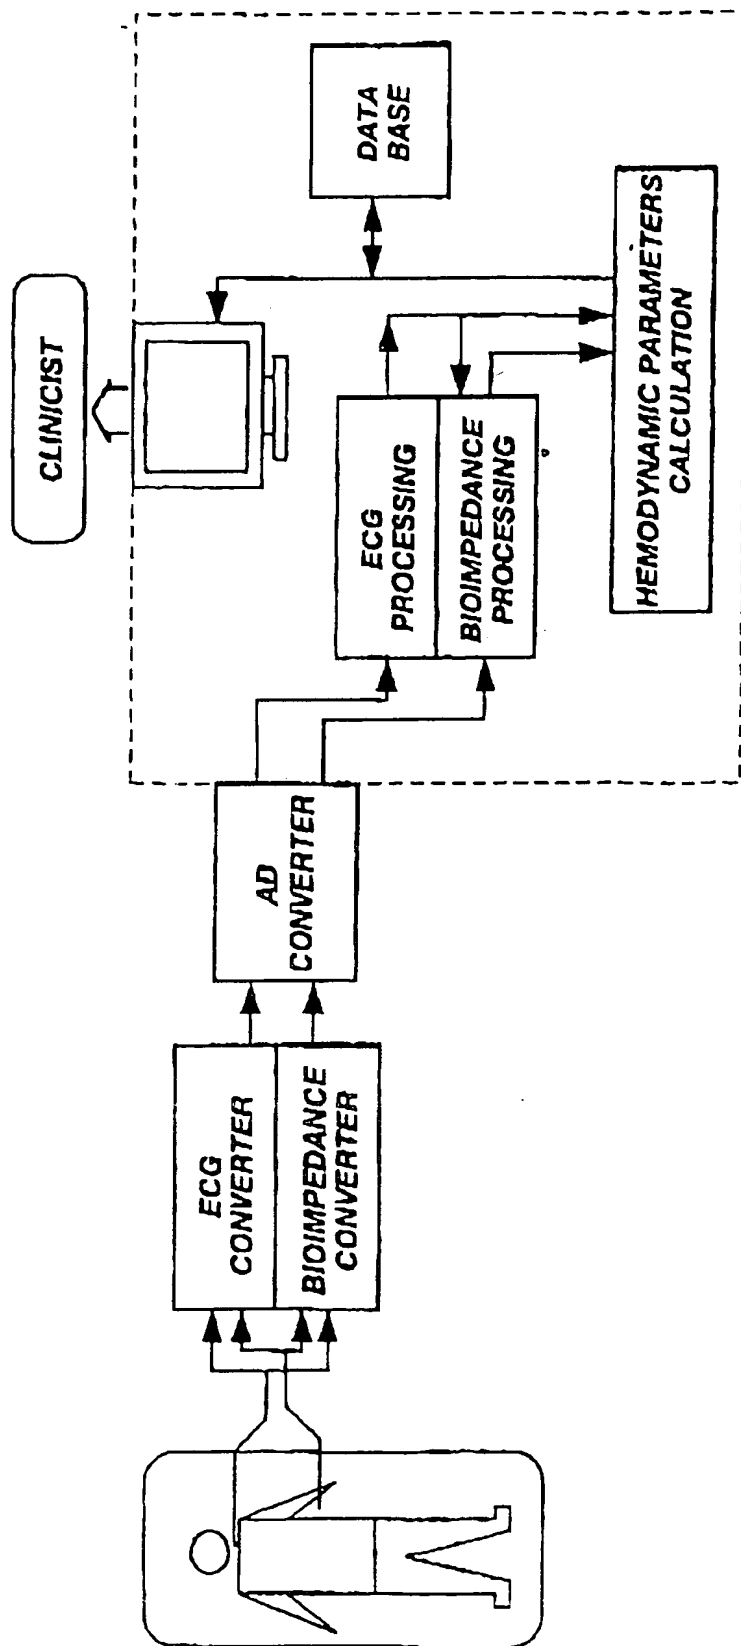 ECG
CONVERTER
BIOIMPEDANCE
CONVERTER
AD
CONVERTER
ECG
PROCESSING
BIOIMPEDANCE
PROCESSING
CLINICIST
DATA
BASE
HEMODYNAMIC PARAMETERS
CALCULATION